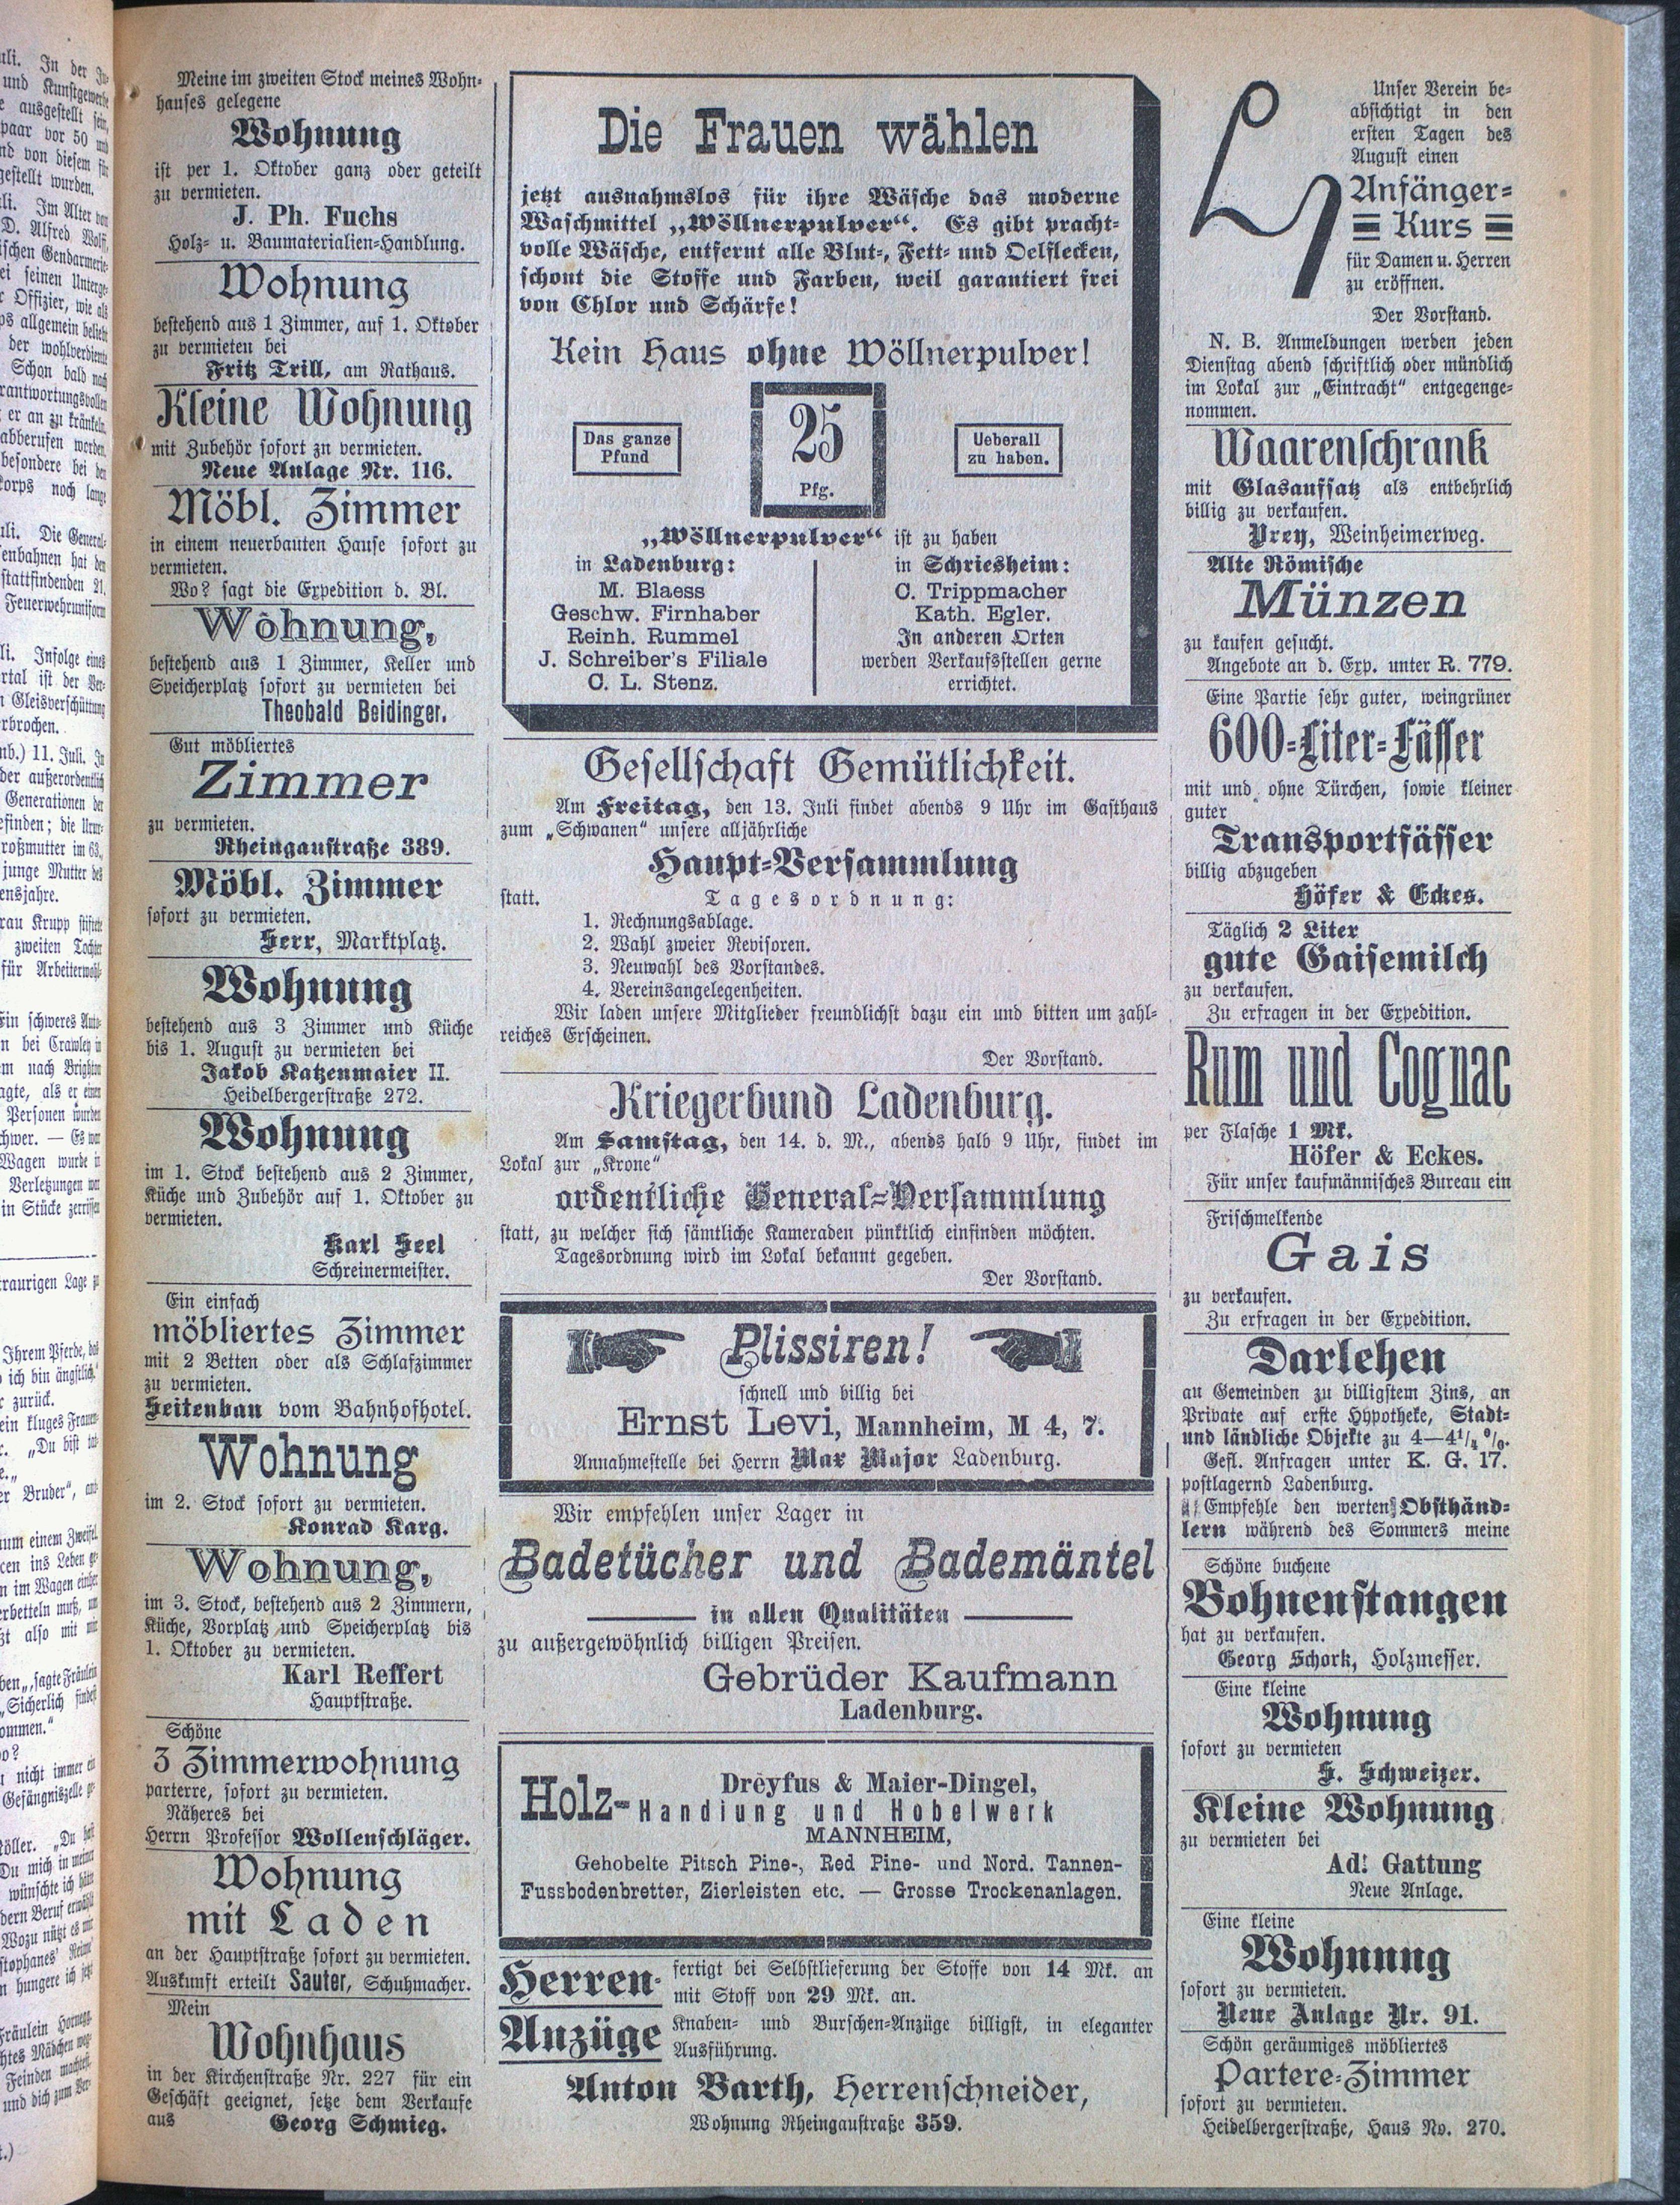 Meine im zweiten Stock meines Wohn-
hauses gelegene
Wohnung
ist per 1. Oktober ganz oder geteilt
zu vermieten.
J. Ph. Fuchs
Holz- u. Baumaterialien-Handlung.
Wohnung
bestehend aus 1 Zimmer, auf 1. Oktober
zu vermieten bei
Fritz Trill, am Rathaus.
Kleine Wohnung
mit Zubehör sofort zu vermieten.
Neue Anlage Nr. 116.
Möbl. Zimmer
in einem neuerbauten Hause sofort zu
vermieten.
Wo? sagt die Expedition d. Bl.
Wohnung,
bestehend aus 1 Zimmer, Keller und
Speicherplatz sofort zu vermieten bei
Theobald Beidinger.
Gut möbliertes
Zimmer
zu vermieten.
Rheingaustraße 389.
Möbl. Zimmer
sofort zu vermieten.
Herr, Marktplatz.
Wohnung
bestehend aus 3 Zimmer und Küche
bis 1. August zu vermieten bei
Jakob Katzenmaier II.
Heidelbergerstraße 272.
Wohnung
im 1. Stock bestehend aus 2 Zimmer,
Küche und Zubehör auf 1. Oktober zu
vermieten.
Karl Seel
Schreinermeister.
Ein einfach
möbliertes Zimmer
mit 2 Betten oder als Schlafzimmer
zu vermieten.
Seitenbau vom Bahnhofhotel.
Wohnung
im 2. Stock sofort zu vermieten.
Konrad Karg.
Wohnung,
im 3. Stock, bestehend aus 2 Zimmern,
Küche, Vorplatz und Speicherplatz bis
1. Oktober zu vermieten.
Karl Reffert
Hauptstraße.
Schöne
3 Zimmerwohnung
parterre, sofort zu vermieten.
Näheres bei
Herrn Professor Wollenschläger.
Wohnung
mit Laden
an der Hauptstraße sofort zu vermieten.
Auskunft erteilt Sauter, Schuhmacher.
Mein
Wohnhaus
in der Kirchenstraße Nr. 227 für ein
Geschäft geeignet, setze dem Verkaufe
aus Georg Schmieg.
Die Frauen wählen
jetzt ausnahmslos für ihre Wäsche das moderne
Waschmittel „Wöllnerpulver“. Es gibt pracht-
volle Wäsche, entfernt alle Blut-, Fett- und Oelflecken,
schont die Stoffe und Farben, weil garantiert frei
von Chlor und Schärfe!
Kein Haus ohne Wöllnerpulver!
Das ganze
Pfund
25
Pfg.
Ueberall
zu haben.
„Wöllnerpulver“ ist zu haben
in Ladenburg:
M. Blaess
Geschw. Firnhaber
Reinh. Rummel
J. Schreiber's Filiale
C. L. Stenz.
in Schriesheim:
C. Trippmacher
Kath. Egler.
In anderen Orten
werden Verkaufsstellen gerne
errichtet.
Gesellschaft Gemütlichkeit.
Am Freitag, den 13. Juli findet abends 9 Uhr im Gasthaus
zum „Schwanen“ unsere alljährliche
Haupt-Versammlung
statt. Tagesordnung:
1. Rechnungsablage.
2. Wahl zweier Revisoren.
3. Neuwahl des Vorstandes.
4. Vereinsangelegenheiten.
Wir laden unsere Mitglieder freundlichst dazu ein und bitten um zahl-
reiches Erscheinen.
Der Vorstand.
Kriegerbund Ladenburg.
Am Samstag, den 14. d. M., abends halb 9 Uhr, findet im
Lokal zur „Krone“
ordentliche General-Versammlung
statt, zu welcher sich sämtliche Kameraden pünktlich einfinden möchten.
Tagesordnung wird im Lokal bekannt gegeben.
Der Vorstand.
Plissiren!
schnell und billig bei
Ernst Levi, Mannheim, M 4, 7.
Annahmestelle bei Herrn Max Major Ladenburg.
Wir empfehlen unser Lager in
Badetücher und Bademäntel
in allen Qualitäten
zu außergewöhnlich billigen Preisen.
Gebrüder Kaufmann
Ladenburg.
Dreyfus & Maier-Dingel,
Holz-Handlung und Hobelwerk
MANNHEIM,
Gehobelte Pitsch Pine-, Red Pine- und Nord. Tannen-
Fussbodenbretter, Zierleisten etc. — Grosse Trockenanlagen.
Herren-
Anzüge
fertigt bei Selbstlieferung der Stoffe von 14 Mk. an
mit Stoff von 29 Mk. an.
Knaben- und Burschen-Anzüge billigst, in eleganter
Ausführung.
Anton Barth, Herrenschneider,
Wohnung Rheingaustraße 359.
Unser Verein be-
absichtigt in den
ersten Tagen des
August einen
Anfänger-
Kurs
für Damen u. Herren
zu eröffnen.
Der Vorstand.
N. B. Anmeldungen werden jeden
Dienstag abend schriftlich oder mündlich
im Lokal zur „Eintracht“ entgegenge-
nommen.
Waarenschrank
mit Glasaufsatz als entbehrlich
billig zu verkaufen.
Prey, Weinheimerweg.
Alte Römische
Münzen
zu kaufen gesucht.
Angebote an d. Exp. unter R. 779.
Eine Partie sehr guter, weingrüner
600-Liter-Fässer
mit und ohne Türchen, sowie kleiner
guter
Transportfässer
billig abzugeben
Höfer & Eckes.
Täglich 2 Liter
gute Gaisemilch
zu verkaufen.
Zu erfragen in der Expedition.
Rum und Cognac
per Flasche 1 Mk.
Höfer & Eckes.
Für unser kaufmännisches Bureau ein
Frischmelkende
Gais
zu verkaufen.
Zu erfragen in der Expedition.
Darlehen
an Gemeinden zu billigstem Zins, an
Private auf erste Hypotheke, Stadt-
und ländliche Objekte zu 4—4¹/₄ %.
Gefl. Anfragen unter K. G. 17.
postlagernd Ladenburg.
Empfehle den werten Obsthänd-
lern während des Sommers meine
Schöne buchene
Bohnenstangen
hat zu verkaufen.
Georg Schork, Holzmesser.
Eine kleine
Wohnung
sofort zu vermieten
S. Schweizer.
Kleine Wohnung
zu vermieten bei
Ad. Gattung
Neue Anlage.
Eine kleine
Wohnung
sofort zu vermieten.
Neue Anlage Nr. 91.
Schön geräumiges möbliertes
Partere-Zimmer
sofort zu vermieten.
Heidelbergerstraße, Haus No. 270.